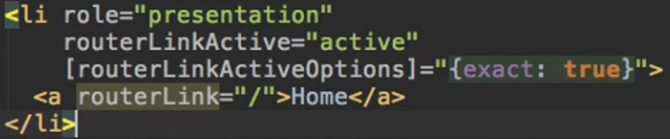 <li role="presentation"
routerLinkActive="active"
[routerLinkActiveOptions]="{exact: true}">
<a routerLink="/">Home</a>
</li>